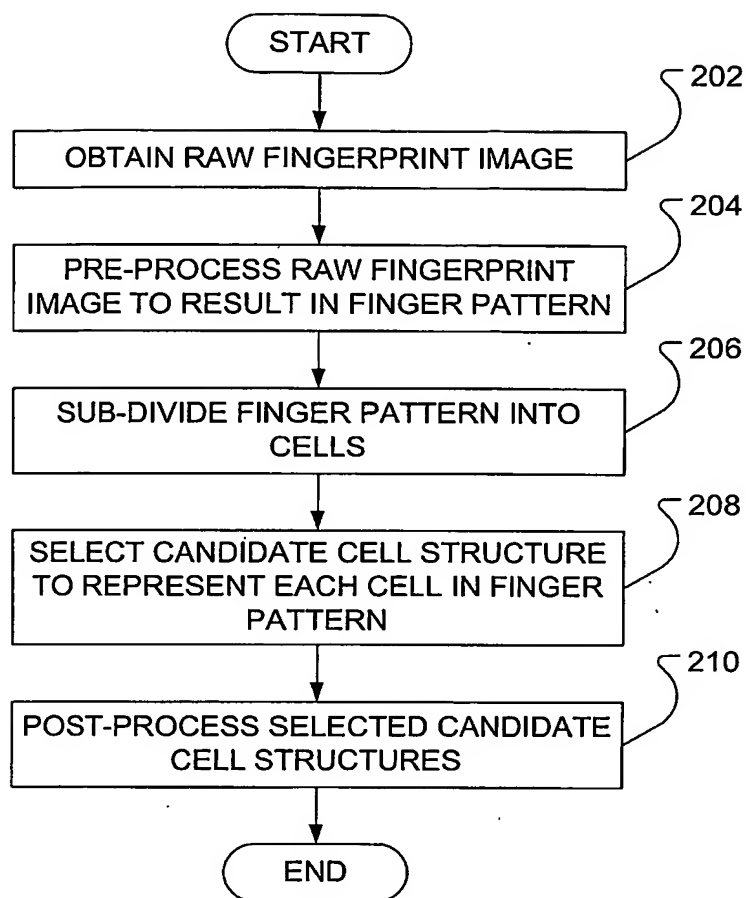 START
202
OBTAIN RAW FINGERPRINT IMAGE
204
PRE-PROCESS RAW FINGERPRINT
IMAGE TO RESULT IN FINGER PATTERN
206
SUB-DIVIDE FINGER PATTERN INTO
CELLS
208
SELECT CANDIDATE CELL STRUCTURE
TO REPRESENT EACH CELL IN FINGER
PATTERN
210
POST-PROCESS SELECTED CANDIDATE
CELL STRUCTURES
END